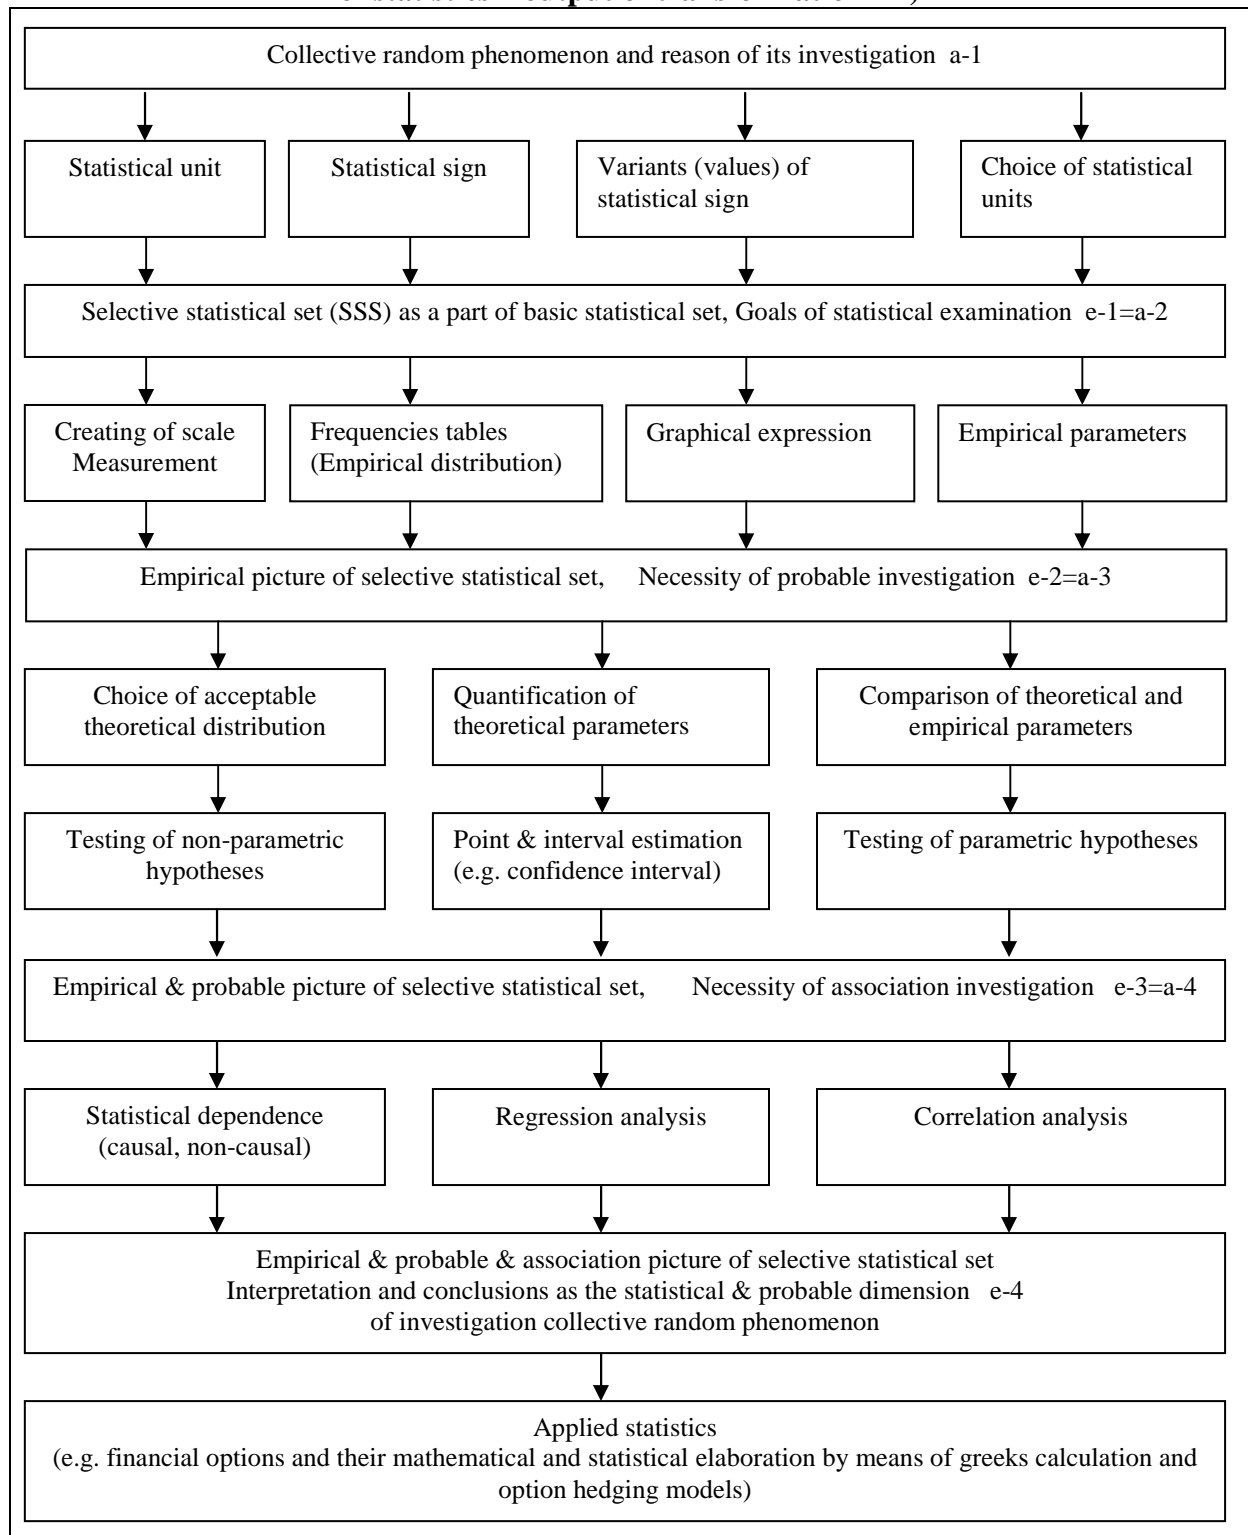 Collective random phenomenon and reason of its investigation a-1
Statistical unit
Statistical sign
Variants (values) of
statistical sign
Choice of statistical
units
Selective statistical set (SSS) as a part of basic statistical set, Goals of statistical examination e-1=a-2
Creating of scale
Measurement
Frequencies tables
(Empirical distribution)
Graphical expression
Empirical parameters
Empirical picture of selective statistical set, Necessity of probable investigation e-2=a-3
Choice of acceptable
theoretical distribution
Quantification of
theoretical parameters
Comparison of theoretical and
empirical parameters
Testing of non-parametric
hypotheses
Point & interval estimation
(e.g. confidence interval)
Testing of parametric hypotheses
Empirical & probable picture of selective statistical set, Necessity of association investigation e-3=a-4
Statistical dependence
(causal, non-causal)
Regression analysis
Correlation analysis
Empirical & probable & association picture of selective statistical set
Interpretation and conclusions as the statistical & probable dimension e-4
of investigation collective random phenomenon
Applied statistics
(e.g. financial options and their mathematical and statistical elaboration by means of greeks calculation and
option hedging models)